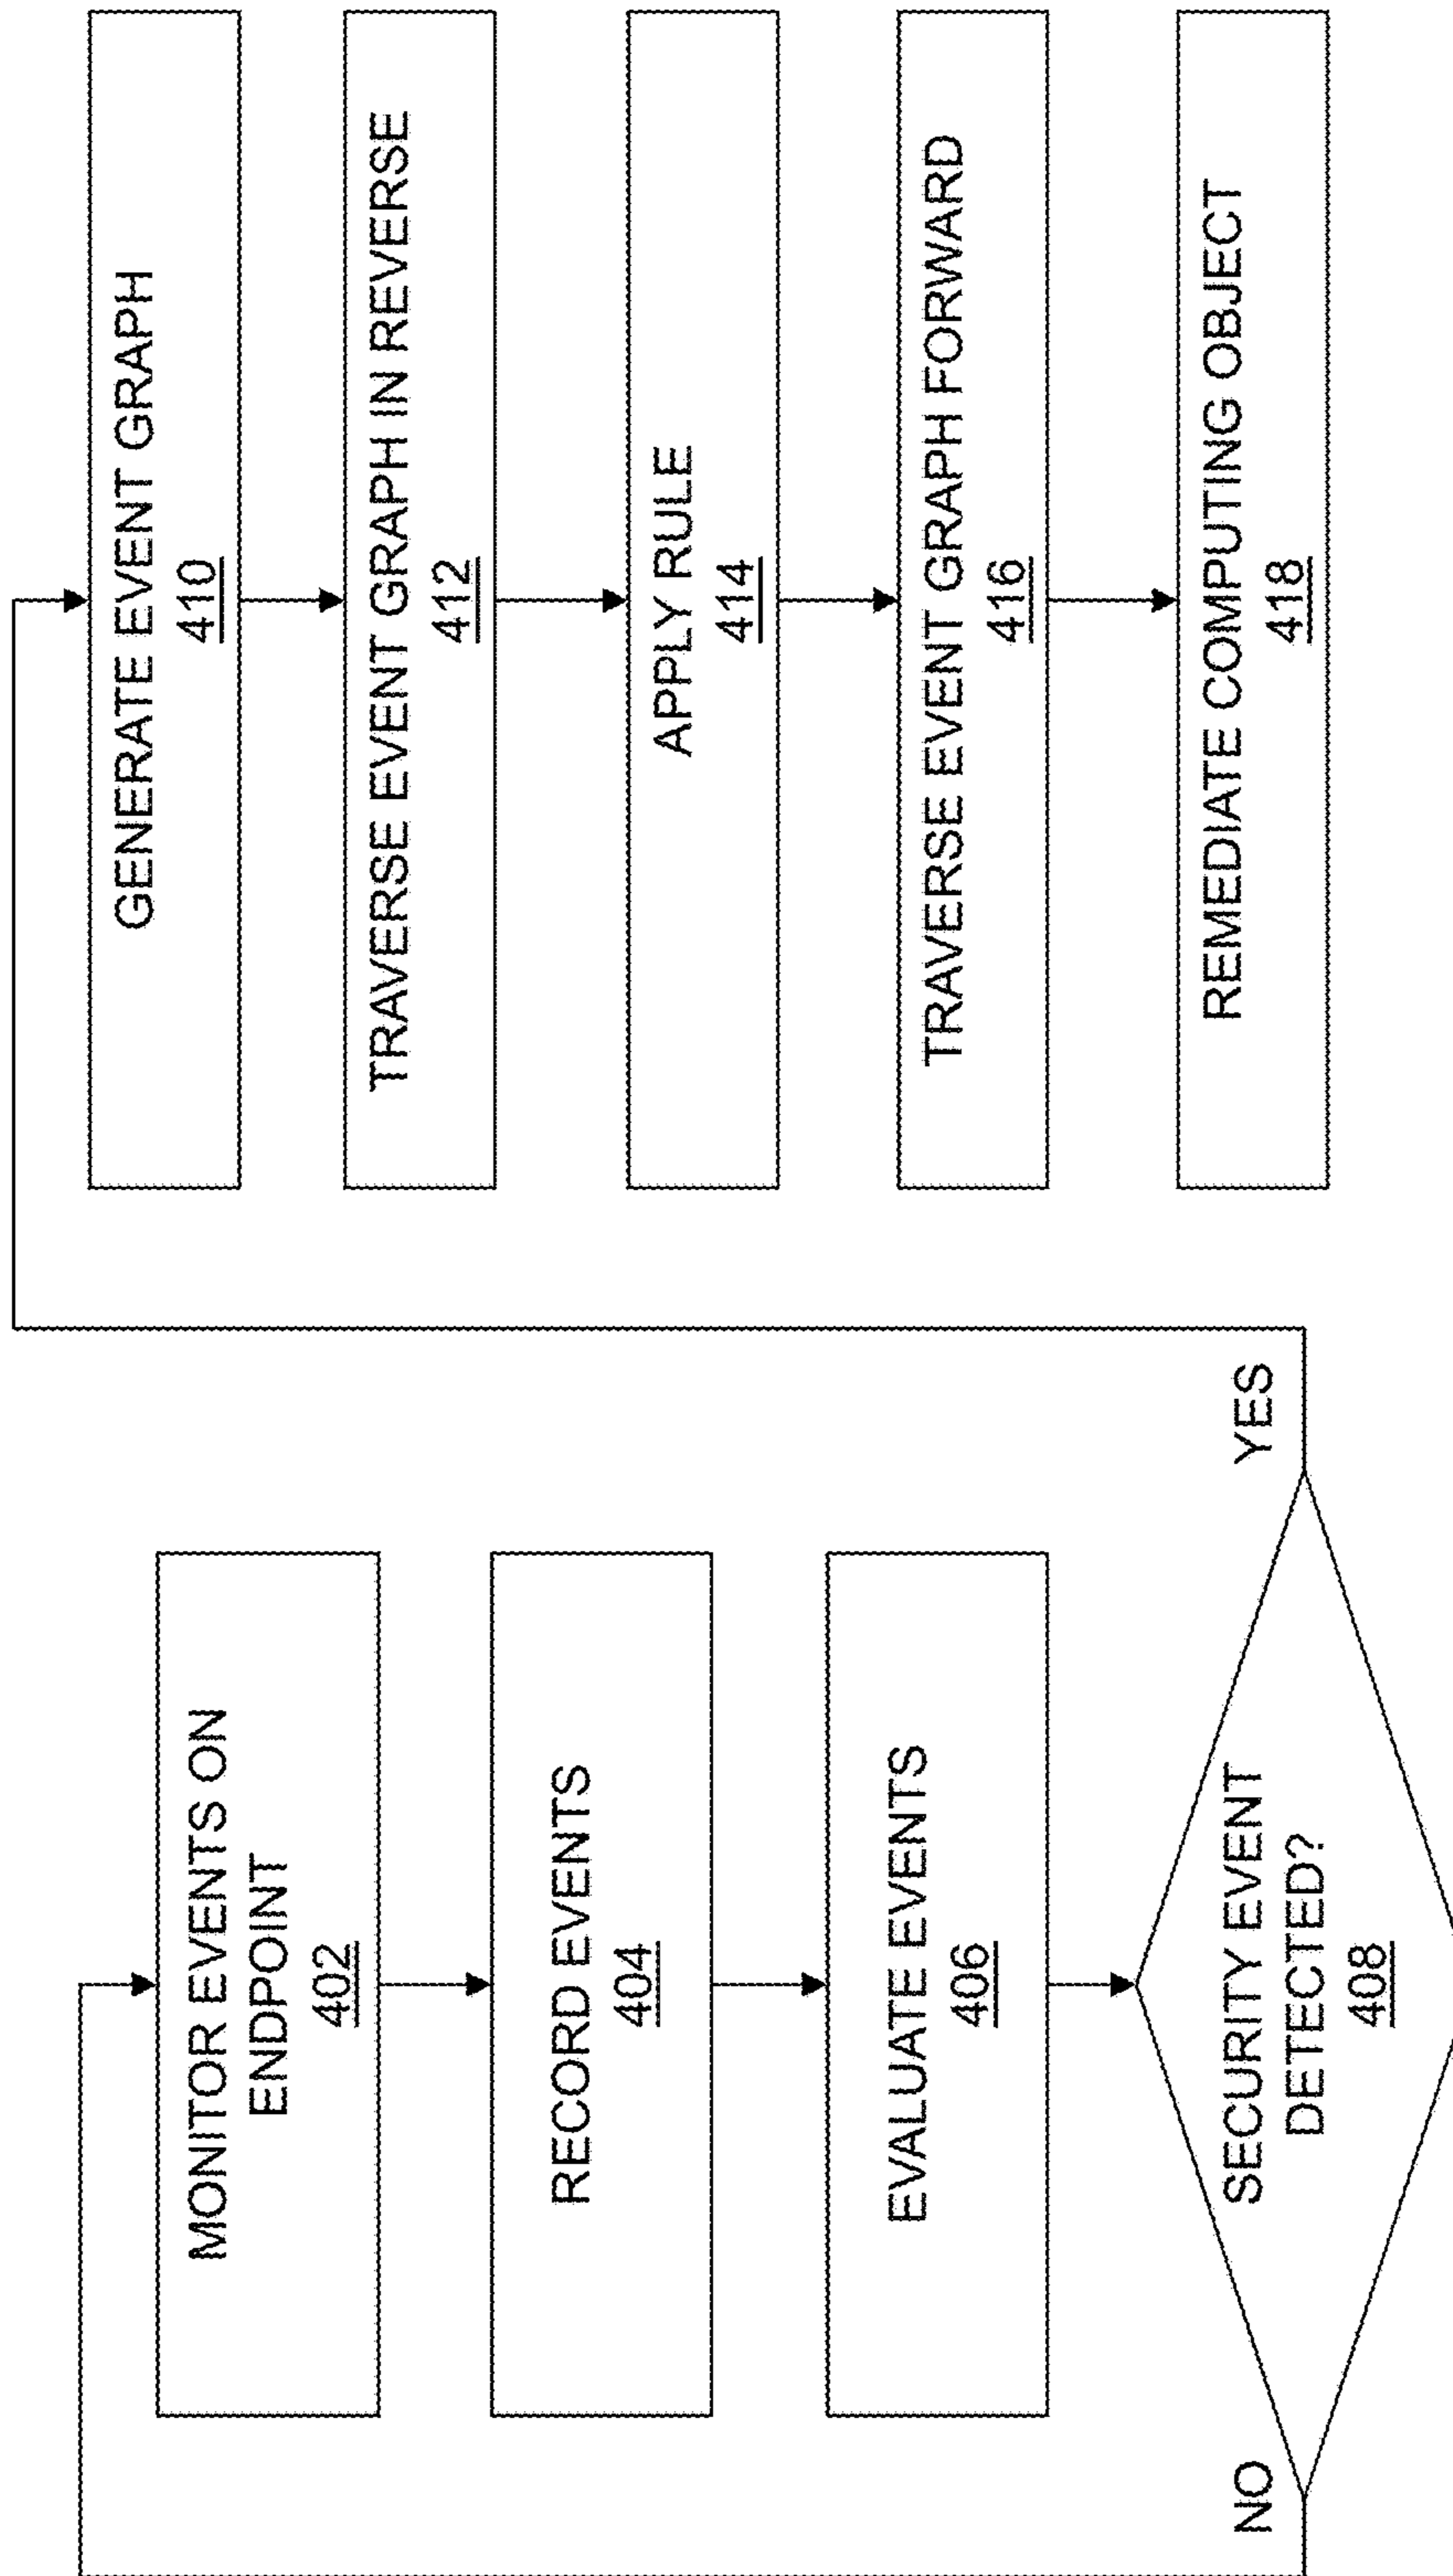 MONITOR EVENTS ON
ENDPOINT
402
RECORD EVENTS
404
EVALUATE EVENTS
406
SECURITY EVENT
DETECTED?
408
NO
YES
GENERATE EVENT GRAPH
410
TRAVERSE EVENT GRAPH IN REVERSE
412
APPLY RULE
414
TRAVERSE EVENT GRAPH FORWARD
416
REMEDIATE COMPUTING OBJECT
418